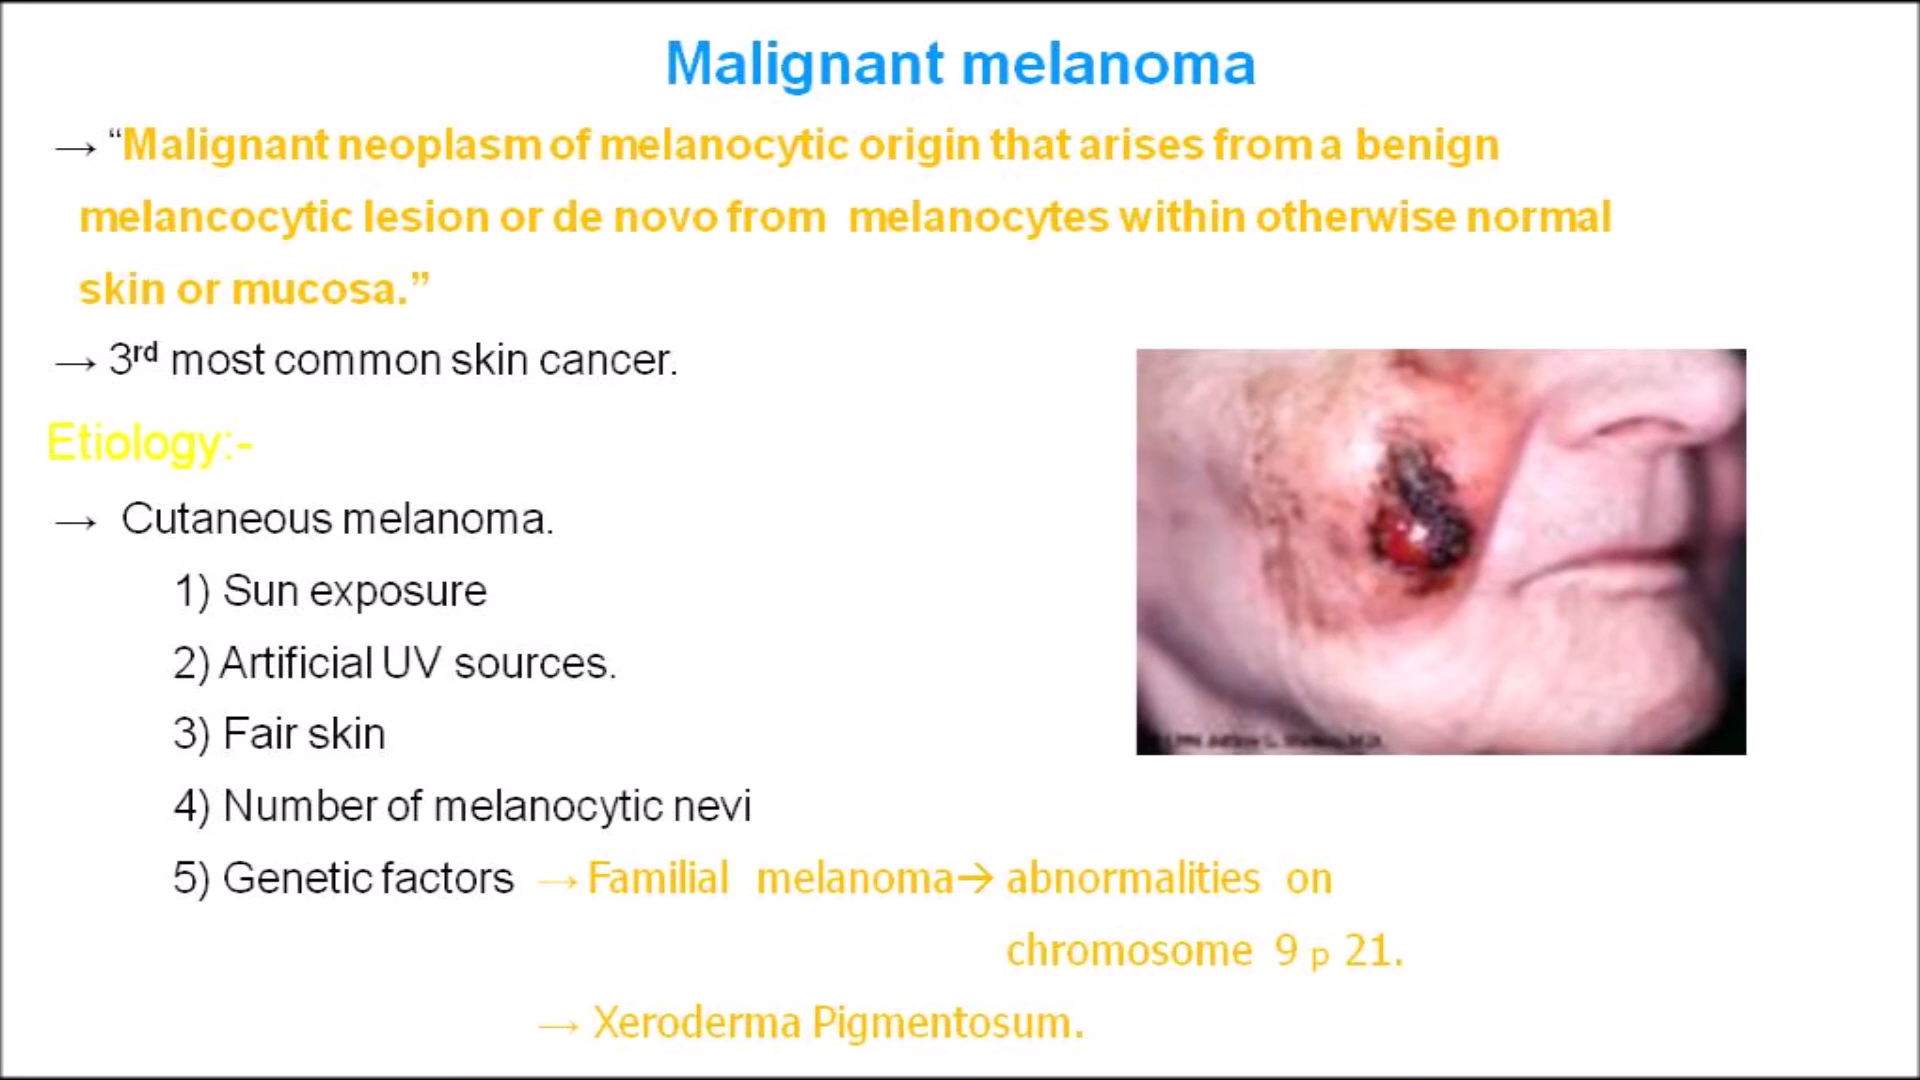 Malignant melanoma
→ “Malignant neoplasm of melanocytic origin that arises from a benign
melancocytic lesion or de novo from melanocytes within otherwise normal
skin or mucosa.”
→ 3rd most common skin cancer.
Etiology:-
→ Cutaneous melanoma.
1) Sun exposure
2) Artificial UV sources.
3) Fair skin
4) Number of melanocytic nevi
5) Genetic factors → Familial melanoma→ abnormalities on
chromosome 9 p 21.
→ Xeroderma Pigmentosum.